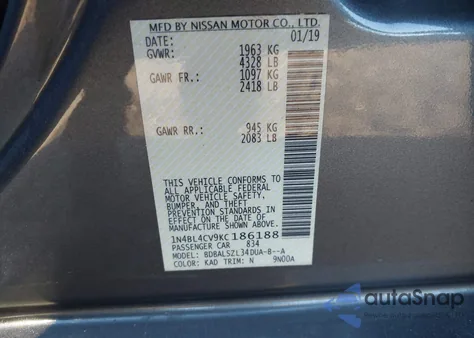 MFD BY NISSAN MOTOR CO., LTD.
DATE: 01/19
GVWR: 1963 KG
4328 LB
GAWR FR.: 1097 KG
2418 LB
GAWR RR.: 945 KG
2083 LB
THIS VEHICLE CONFORMS TO
ALL APPLICABLE FEDERAL
MOTOR VEHICLE SAFETY,
BUMPER, AND THEFT
PREVENTION STANDARDS IN
EFFECT ON THE DATE OF
MANUFACTURE SHOWN ABOVE.
1N4BL4CV9KC186188
PASSENGER CAR 834
MODEL: BDBALSZL34DUA-8--A
COLOR: KAD TRIM: N 9N00A
autoSnap